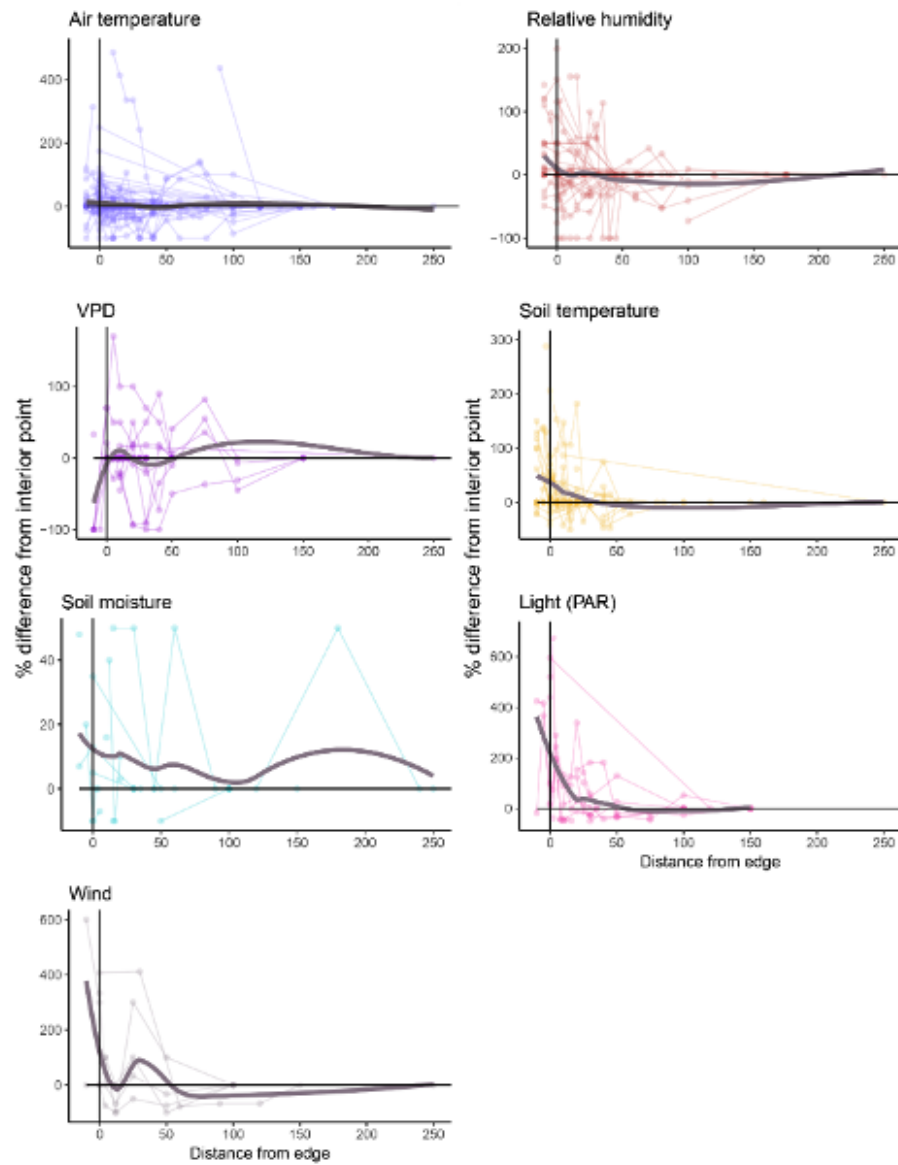 Air temperature
400
200
0
0 50 100 150 200 250
Relative humidity
200
100
0
−100
0 50 100 150 200 250
VPD
100
0
−100
0 50 100 150 200 250
Soil temperature
300
200
100
0
0 50 100 150 200 250
% difference from interior point
% difference from interior point
Soil moisture
40
20
0
0 50 100 150 200 250
Light (PAR)
600
400
200
0
0 50 100 150 200 250
Distance from edge
Wind
600
400
200
0
0 50 100 150 200 250
Distance from edge